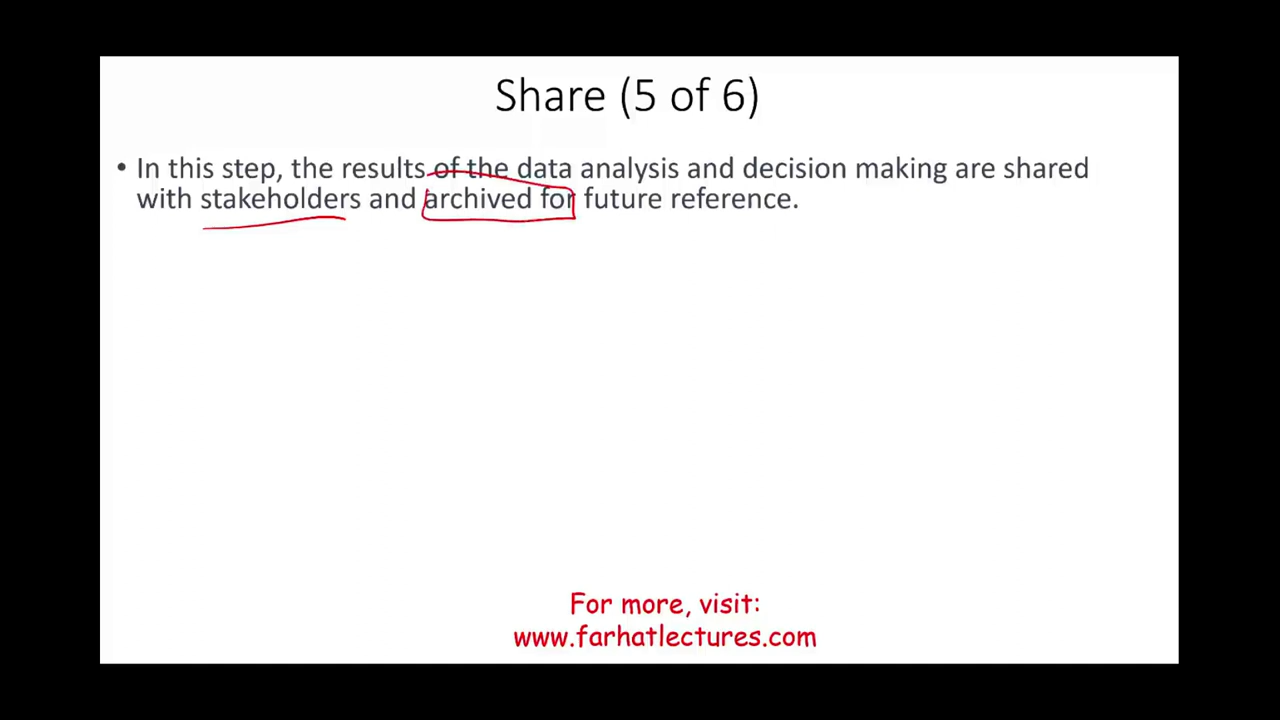 Share (5 of 6)
• In this step, the results of the data analysis and decision making are shared
with stakeholders and archived for future reference.
For more, visit:
www.farhatlectures.com